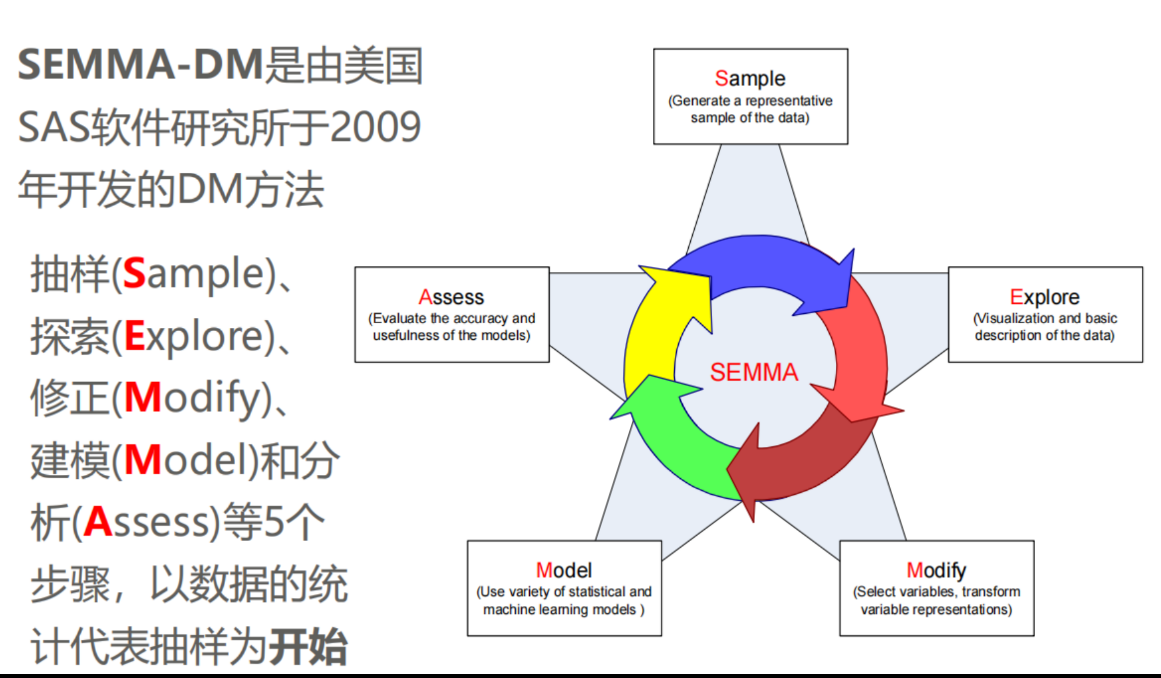 SEMMA-DM是由美国
SAS软件研究所于2009
年开发的DM方法
抽样(Sample)、
探索(Explore)、
修正(Modify)、
建模(Model)和分
析(Assess)等5个
步骤，以数据的统
计代表抽样为开始
Sample
(Generate a representative
sample of the data)
Assess
(Evaluate the accuracy and
usefulness of the models)
Explore
(Visualization and basic
description of the data)
SEMMA
Model
(Use variety of statistical and
machine learning models )
Modify
(Select variables, transform
variable representations)